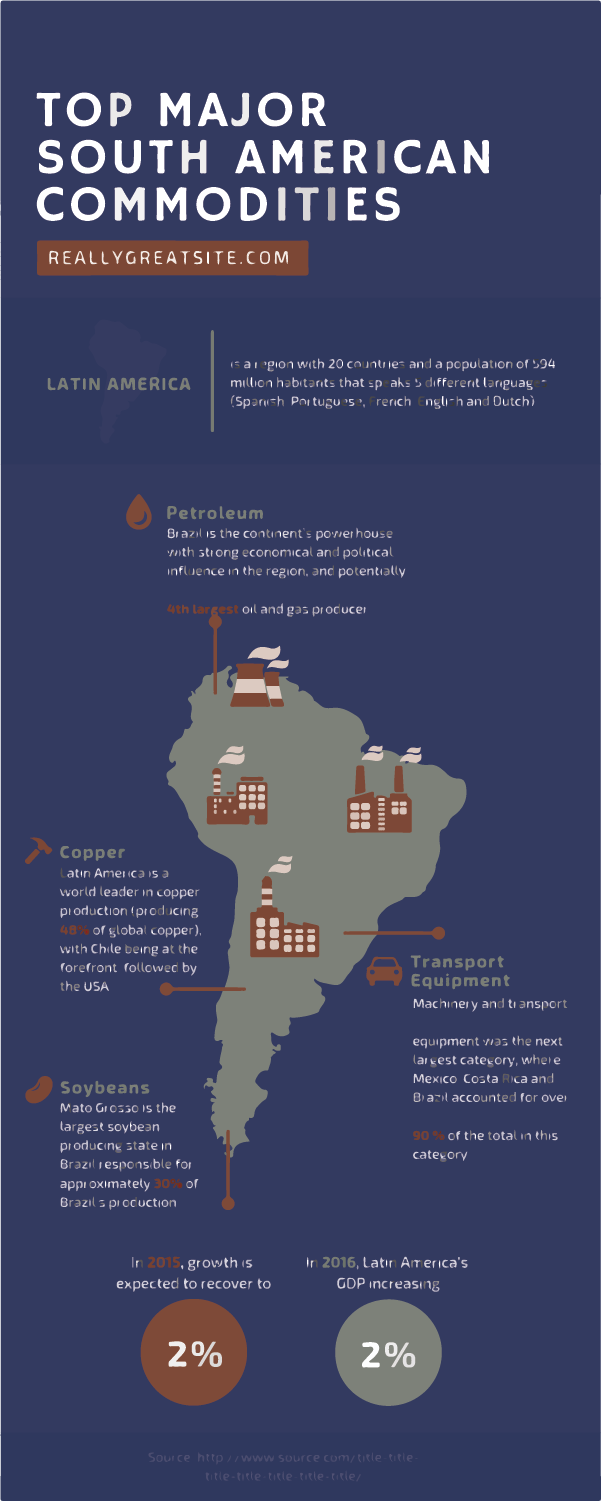 TOP MAJOR
SOUTH AMERICAN
COMMODITIES
REALLYGREATSITE.COM
LATIN AMERICA
is a region with 20 countries and a population of 594
million habitants that speaks 5 different language
(Spanish Portuguese, French English and Dutch)
Petroleum
Brazil is the continent's powerhouse
with strong economical and political
influence in the region, and potentially
4th largest oil and gas producer
Copper
Latin America is a
world leader in copper
production (producing
48% of global copper),
with Chile being at the
forefront followed by
the USA
Transport
Equipment
Machinery and transport
equipment was the next
largest category, where
Mexico Costa Rica and
Brazil accounted for over
90 % of the total in this
category
Soybeans
Mato Grosso is the
largest soybean
producing state in
Brazil responsible for
approximately 30% of
Brazil s production
In 2015, growth is
expected to recover to
2%
In 2016, Latin America's
GDP increasing
2%
Source: http://www.source.com/title-title-
title-title-title-title-title/